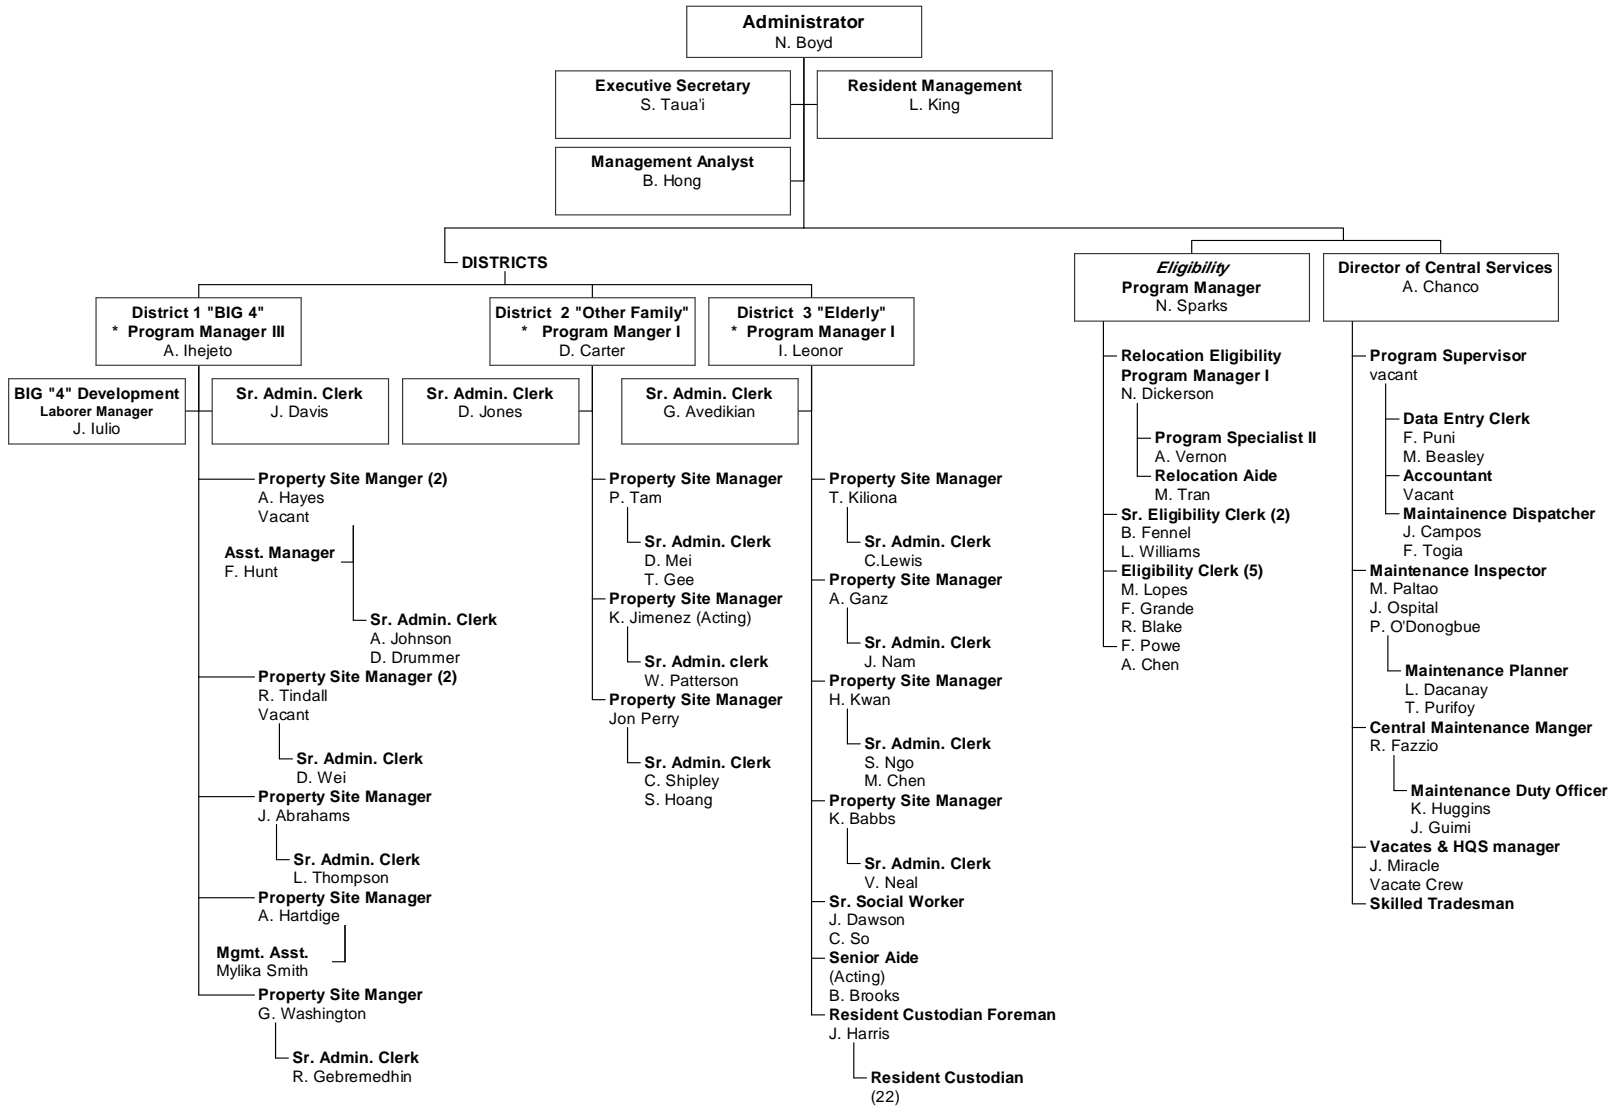 Administrator
N. Boyd
Executive Secretary
S. Taua'i
Resident Management
L. King
Management Analyst
B. Hong
DISTRICTS
District 1 "BIG 4"
* Program Manager III
A. Ihejeto
BIG "4" Development
Laborer Manager
J. Iulio
Sr. Admin. Clerk
J. Davis
Property Site Manger (2)
A. Hayes
Vacant
Asst. Manager
F. Hunt
Sr. Admin. Clerk
A. Johnson
D. Drummer
Property Site Manager (2)
R. Tindall
Vacant
Sr. Admin. Clerk
D. Wei
Property Site Manager
J. Abrahams
Sr. Admin. Clerk
L. Thompson
Property Site Manager
A. Hartdige
Mgmt. Asst.
Mylika Smith
Property Site Manger
G. Washington
Sr. Admin. Clerk
R. Gebremedhin
District 2 "Other Family"
* Program Manger I
D. Carter
Sr. Admin. Clerk
D. Jones
Property Site Manager
P. Tam
Sr. Admin. Clerk
D. Mei
T. Gee
Property Site Manager
K. Jimenez (Acting)
Sr. Admin. clerk
W. Patterson
Property Site Manager
Jon Perry
Sr. Admin. Clerk
C. Shipley
S. Hoang
District 3 "Elderly"
* Program Manager I
I. Leonor
Sr. Admin. Clerk
G. Avedikian
Property Site Manager
T. Kiliona
Sr. Admin. Clerk
C.Lewis
Property Site Manager
A. Ganz
Sr. Admin. Clerk
J. Nam
Property Site Manager
H. Kwan
Sr. Admin. Clerk
S. Ngo
M. Chen
Property Site Manager
K. Babbs
Sr. Admin. Clerk
V. Neal
Sr. Social Worker
J. Dawson
C. So
Senior Aide
(Acting)
B. Brooks
Resident Custodian Foreman
J. Harris
Resident Custodian
(22)
Eligibility
Program Manager
N. Sparks
Relocation Eligibility
Program Manager I
N. Dickerson
Program Specialist II
A. Vernon
Relocation Aide
M. Tran
Sr. Eligibility Clerk (2)
B. Fennel
L. Williams
Eligibility Clerk (5)
M. Lopes
F. Grande
R. Blake
F. Powe
A. Chen
Director of Central Services
A. Chanco
Program Supervisor
vacant
Data Entry Clerk
F. Puni
M. Beasley
Accountant
Vacant
Maintainence Dispatcher
J. Campos
F. Togia
Maintenance Inspector
M. Paltao
J. Ospital
P. O'Donogbue
Maintenance Planner
L. Dacanay
T. Purifoy
Central Maintenance Manger
R. Fazzio
Maintenance Duty Officer
K. Huggins
J. Guimi
Vacates & HQS manager
J. Miracle
Vacate Crew
Skilled Tradesman